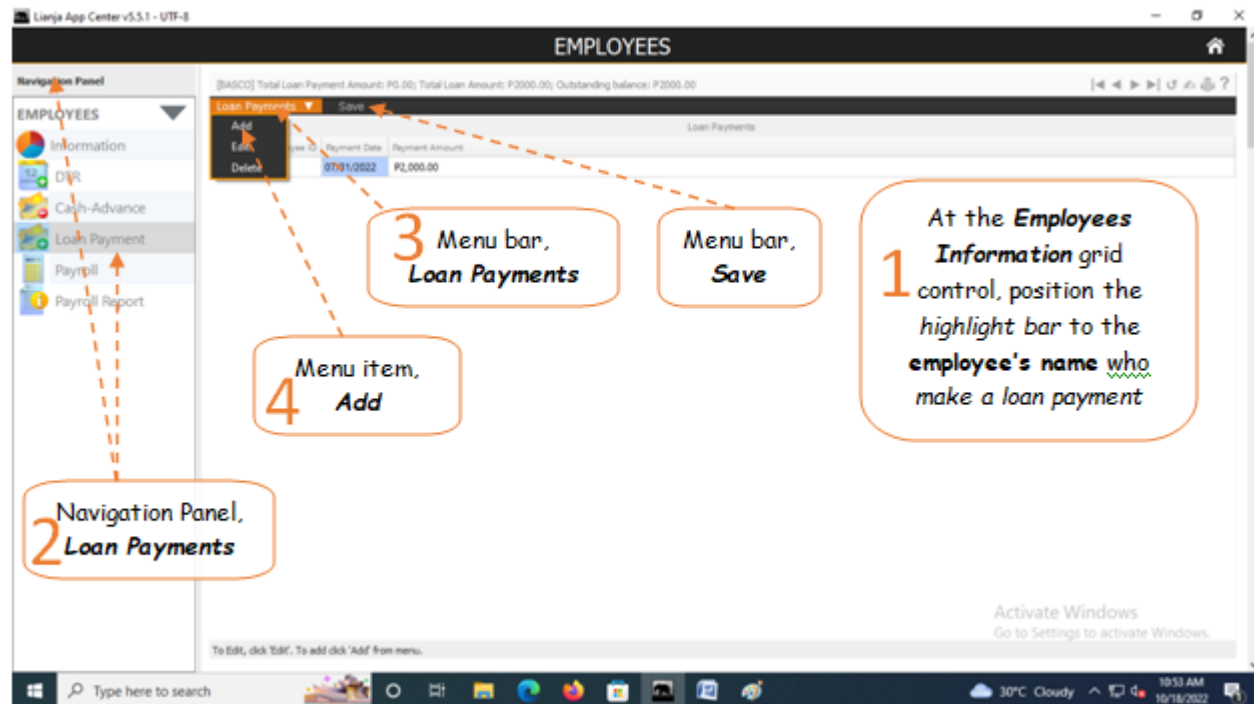 Lianja App Center v5.5.1 - UTF-8
EMPLOYEES
Navigation Panel
[BASCO] Total Loan Payment Amount: P0.00; Total Loan Amount: P2000.00; Outstanding balance: P2000.00
EMPLOYEES
Information
DTR
Cash-Advance
Loan Payment
Payroll
Payroll Report
Loan Payments Save
Add
Edit
Delete
Loan Payments
ID Payment Date Payment Amount
07/31/2022 P2,000.00
3 Menu bar,
Loan Payments
Menu bar,
Save
1 At the Employees
Information grid
control, position the
highlight bar to the
employee's name who
make a loan payment
4 Menu item,
Add
2 Navigation Panel,
Loan Payments
Activate Windows
Go to Settings to activate Windows.
To Edit, click 'Edit'. To add click 'Add' from menu.
Type here to search
30°C Cloudy
10:53 AM
10/18/2022